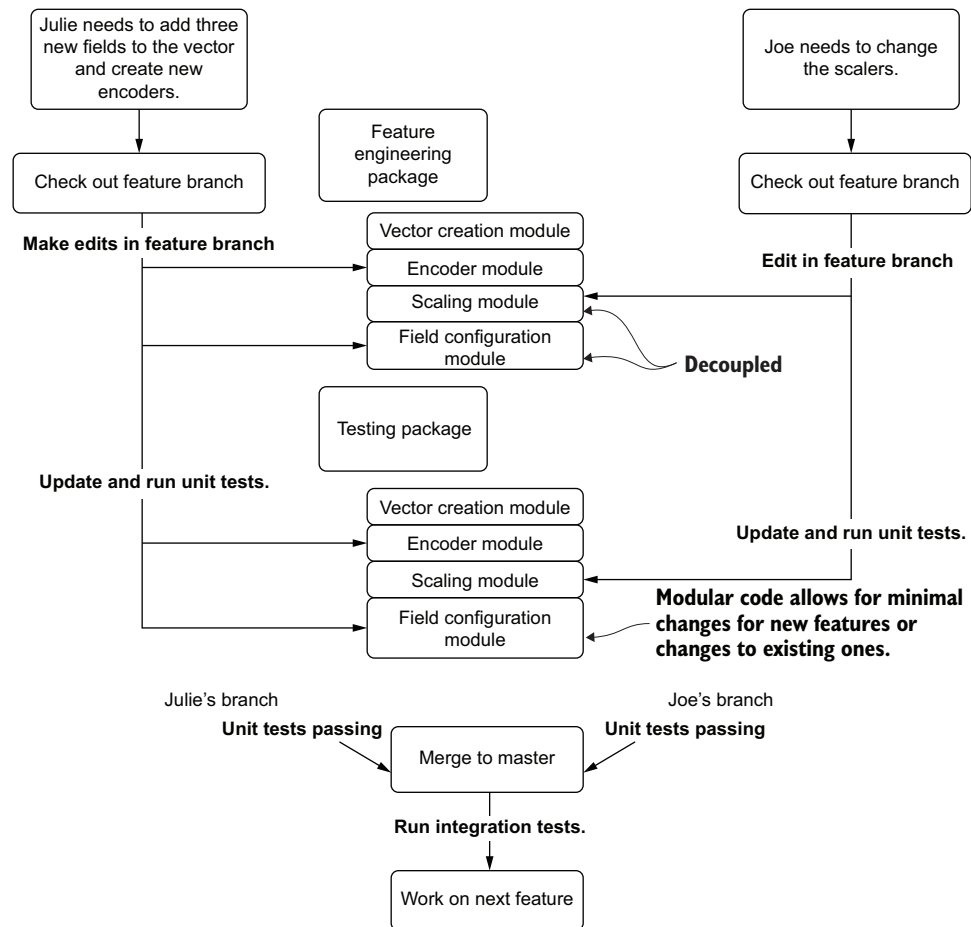 Julie needs to add three
new fields to the vector
and create new
encoders.
Joe needs to change
the scalers.
Feature
engineering
package
Check out feature branch
Check out feature branch
Vector creation module
Make edits in feature branch
Encoder module
Edit in feature branch
Scaling module
Field configuration
module
Decoupled
Testing package
Update and run unit tests.
Vector creation module
Encoder module
Update and run unit tests.
Scaling module
Field configuration
module
Modular code allows for minimal
changes for new features or
changes to existing ones.
Julie’s branch
Joe’s branch
Unit tests passing
Unit tests passing
Merge to master
Run integration tests.
Work on next feature